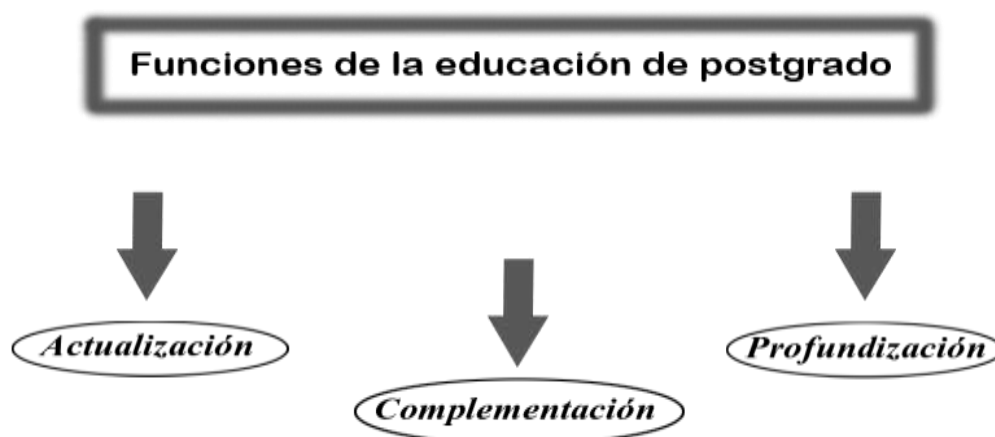 Funciones de la educación de postgrado
Actualización
Complementación
Profundización